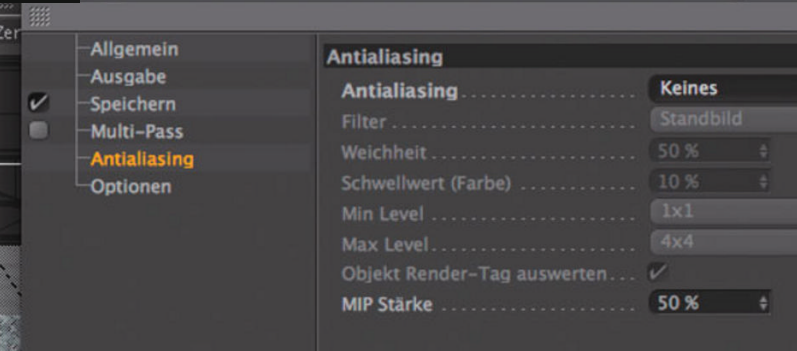 Zer
Allgemein
Ausgabe
Speichern
Multi-Pass
Antialiasing
Optionen
Antialiasing
Antialiasing Keines
Filter Standbild
Weichheit 50 %
Schwellwert (Farbe) 10 %
Min Level 1x1
Max Level 4x4
Objekt Render-Tag auswerten
MIP Stärke 50 %